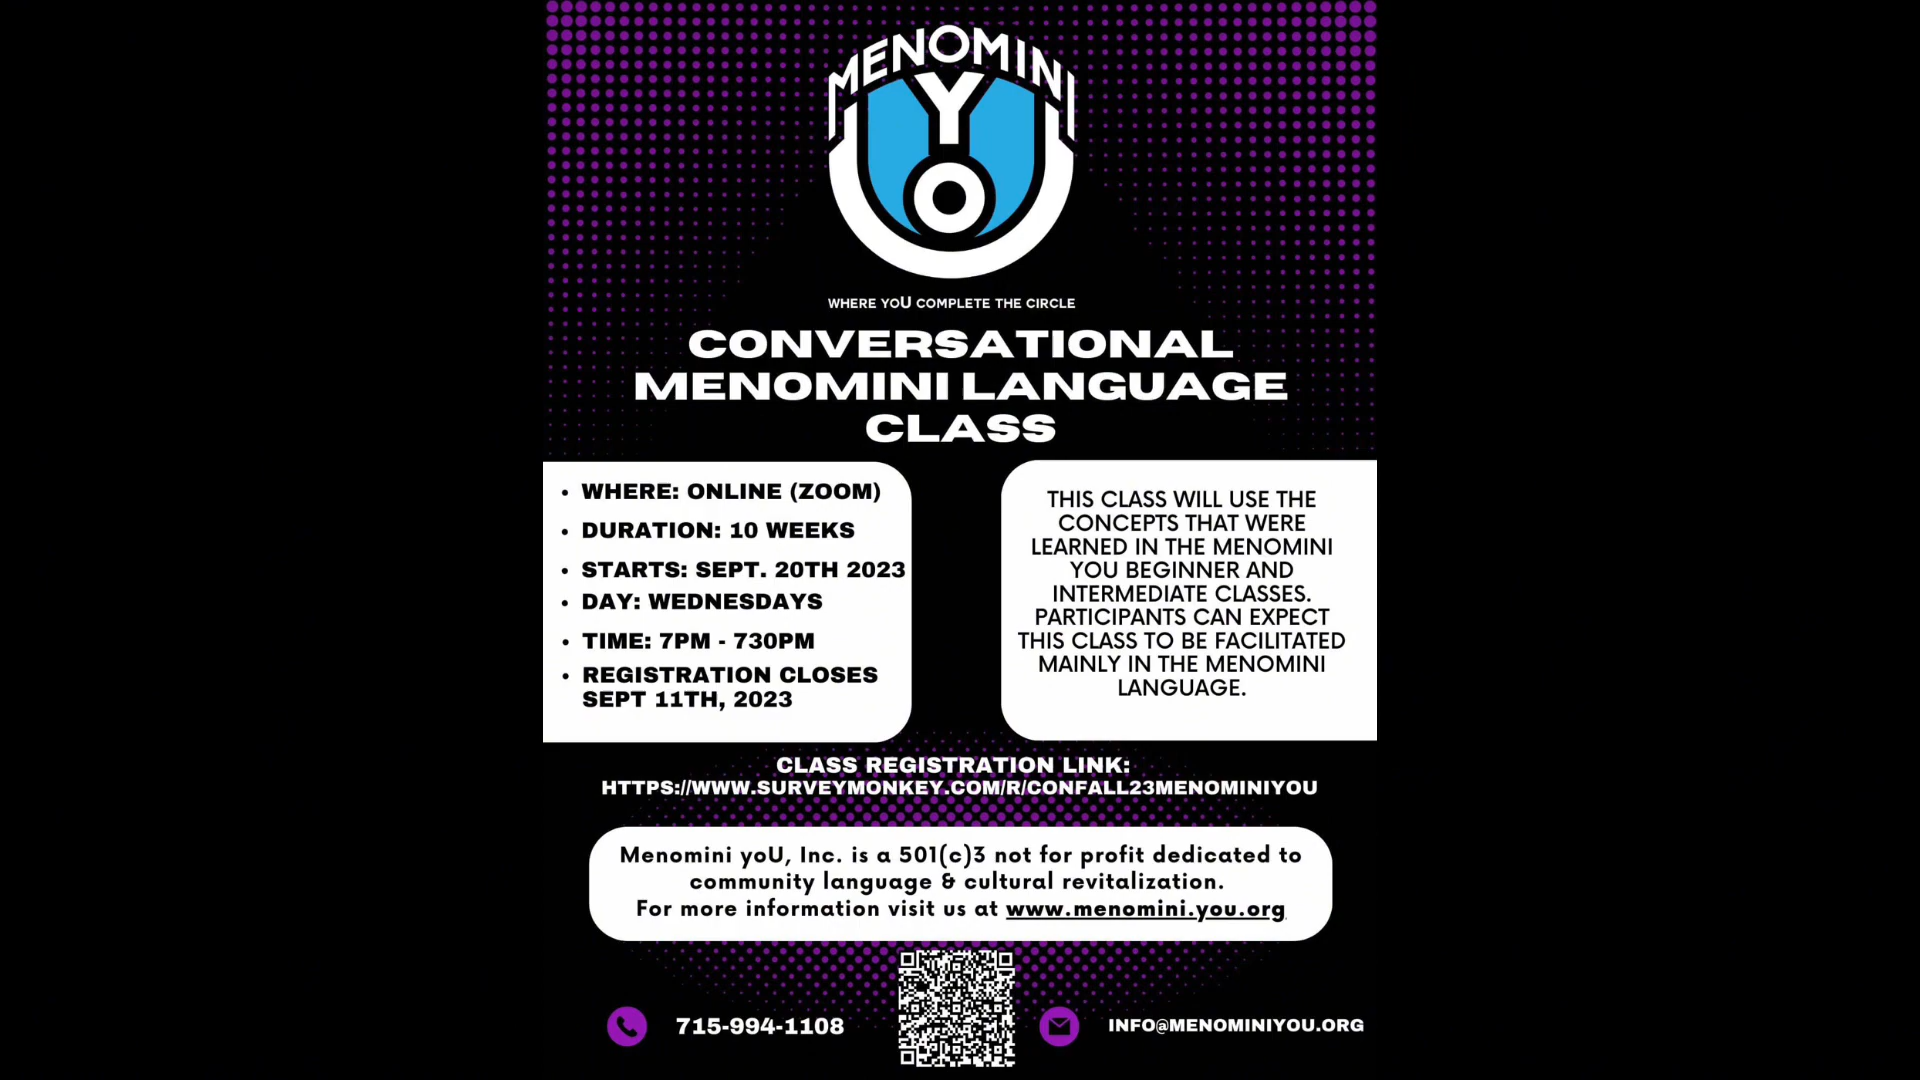 MENOMINI
YO
WHERE yoU COMPLETE THE CIRCLE
CONVERSATIONAL
MENOMINI LANGUAGE
CLASS
• WHERE: ONLINE (ZOOM)
• DURATION: 10 WEEKS
• STARTS: SEPT. 20TH 2023
• DAY: WEDNESDAYS
• TIME: 7PM - 730PM
• REGISTRATION CLOSES
SEPT 11TH, 2023
THIS CLASS WILL USE THE
CONCEPTS THAT WERE
LEARNED IN THE MENOMINI
YOU BEGINNER AND
INTERMEDIATE CLASSES.
PARTICIPANTS CAN EXPECT
THIS CLASS TO BE FACILITATED
MAINLY IN THE MENOMINI
LANGUAGE.
CLASS REGISTRATION LINK:
HTTPS://WWW.SURVEYMONKEY.COM/R/CONFALL23MENOMINIYOU
Menomini yoU, Inc. is a 501(c)3 not for profit dedicated to
community language & cultural revitalization.
For more information visit us at www.menomini.you.org
715-994-1108
INFO@MENOMINIYOU.ORG